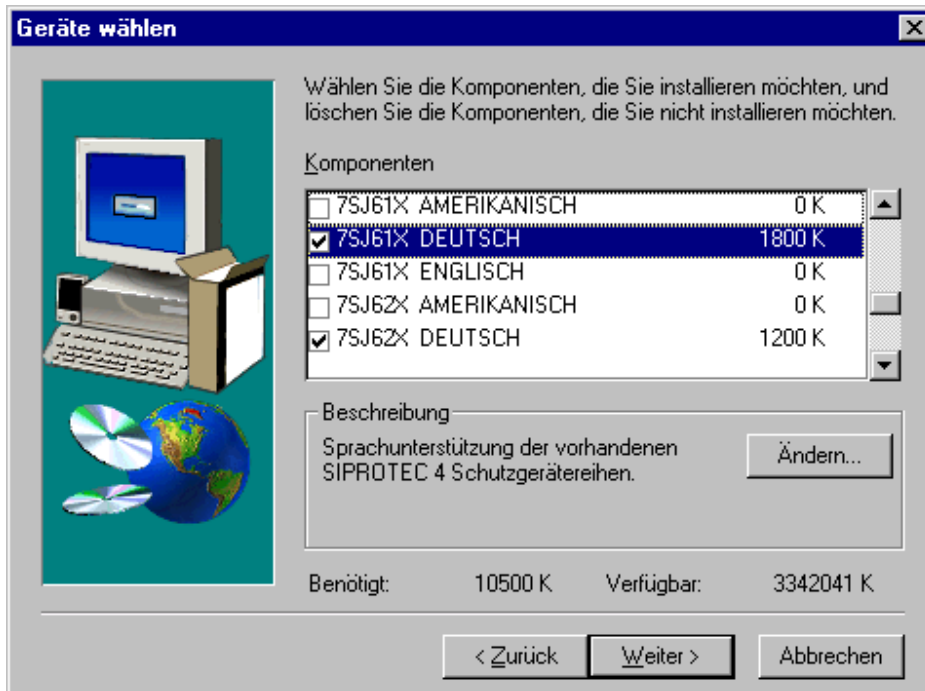 Geräte wählen
Wählen Sie die Komponenten, die Sie installieren möchten, und
löschen Sie die Komponenten, die Sie nicht installieren möchten.
Komponenten
7SJ61X AMERIKANISCH 0 K
7SJ61X DEUTSCH 1800 K
7SJ61X ENGLISCH 0 K
7SJ62X AMERIKANISCH 0 K
7SJ62X DEUTSCH 1200 K
Beschreibung
Sprachunterstützung der vorhandenen
SIPROTEC 4 Schutzgerätereihen.
Ändern...
Benötigt: 10500 K Verfügbar: 3342041 K
< Zurück Weiter > Abbrechen